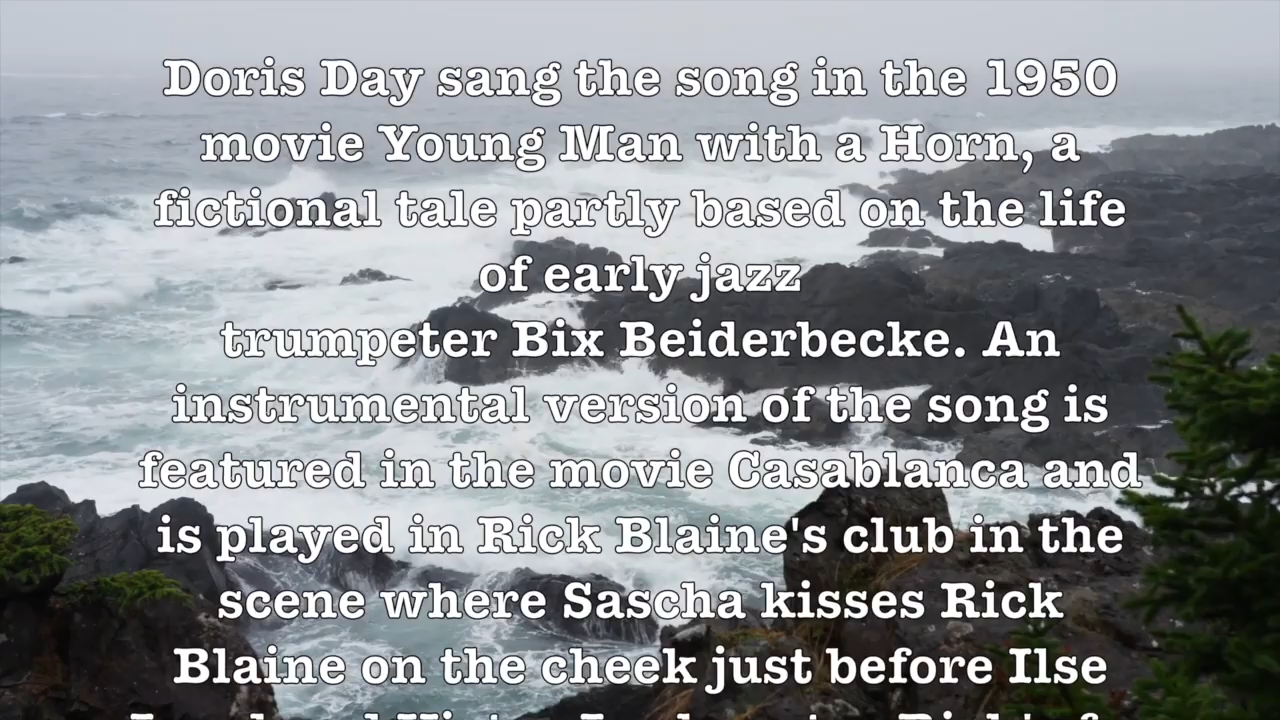 Doris Day sang the song in the 1950
movie Young Man with a Horn, a
fictional tale partly based on the life
of early jazz
trumpeter Bix Beiderbecke. An
instrumental version of the song is
featured in the movie Casablanca and
is played in Rick Blaine's club in the
scene where Sascha kisses Rick
Blaine on the cheek just before Ilse